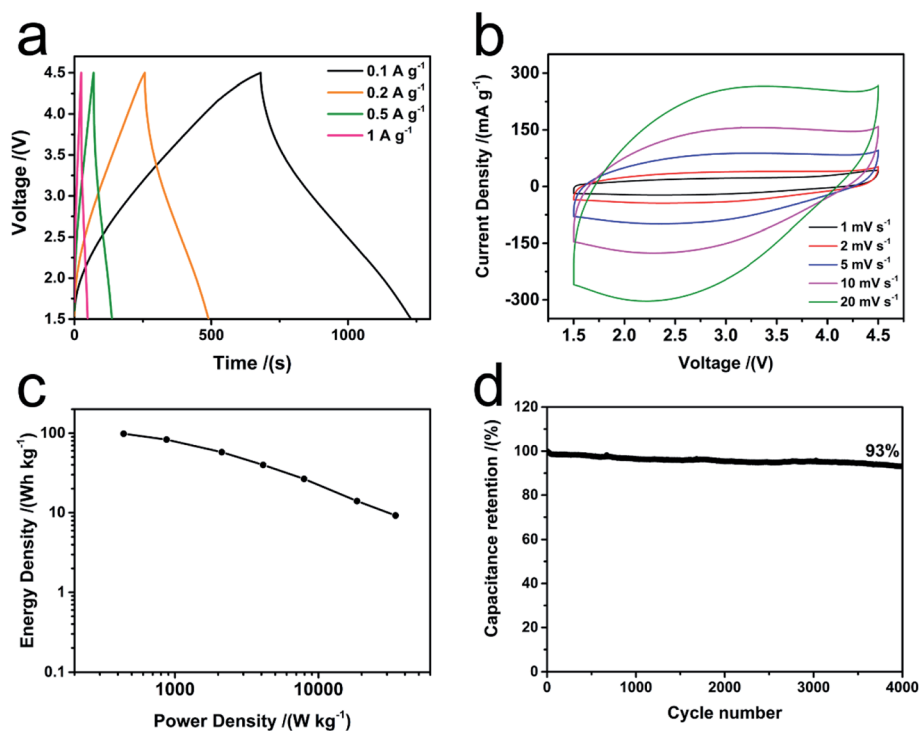 a
4.5
4.0
3.5
3.0
2.5
2.0
1.5
Voltage /(V)
0.1 A g⁻¹
0.2 A g⁻¹
0.5 A g⁻¹
1 A g⁻¹
0
250
500
750
1000
Time /(s)
b
300
150
0
-150
-300
Current Density /(mA g⁻¹)
1 mV s⁻¹
2 mV s⁻¹
5 mV s⁻¹
10 mV s⁻¹
20 mV s⁻¹
1.5
2.0
2.5
3.0
3.5
4.0
4.5
Voltage /(V)
c
100
10
1
0.1
Energy Density /(Wh kg⁻¹)
1000
10000
Power Density /(W kg⁻¹)
d
120
100
80
60
40
20
0
Capacitance retention /(%)
93%
0
1000
2000
3000
4000
Cycle number